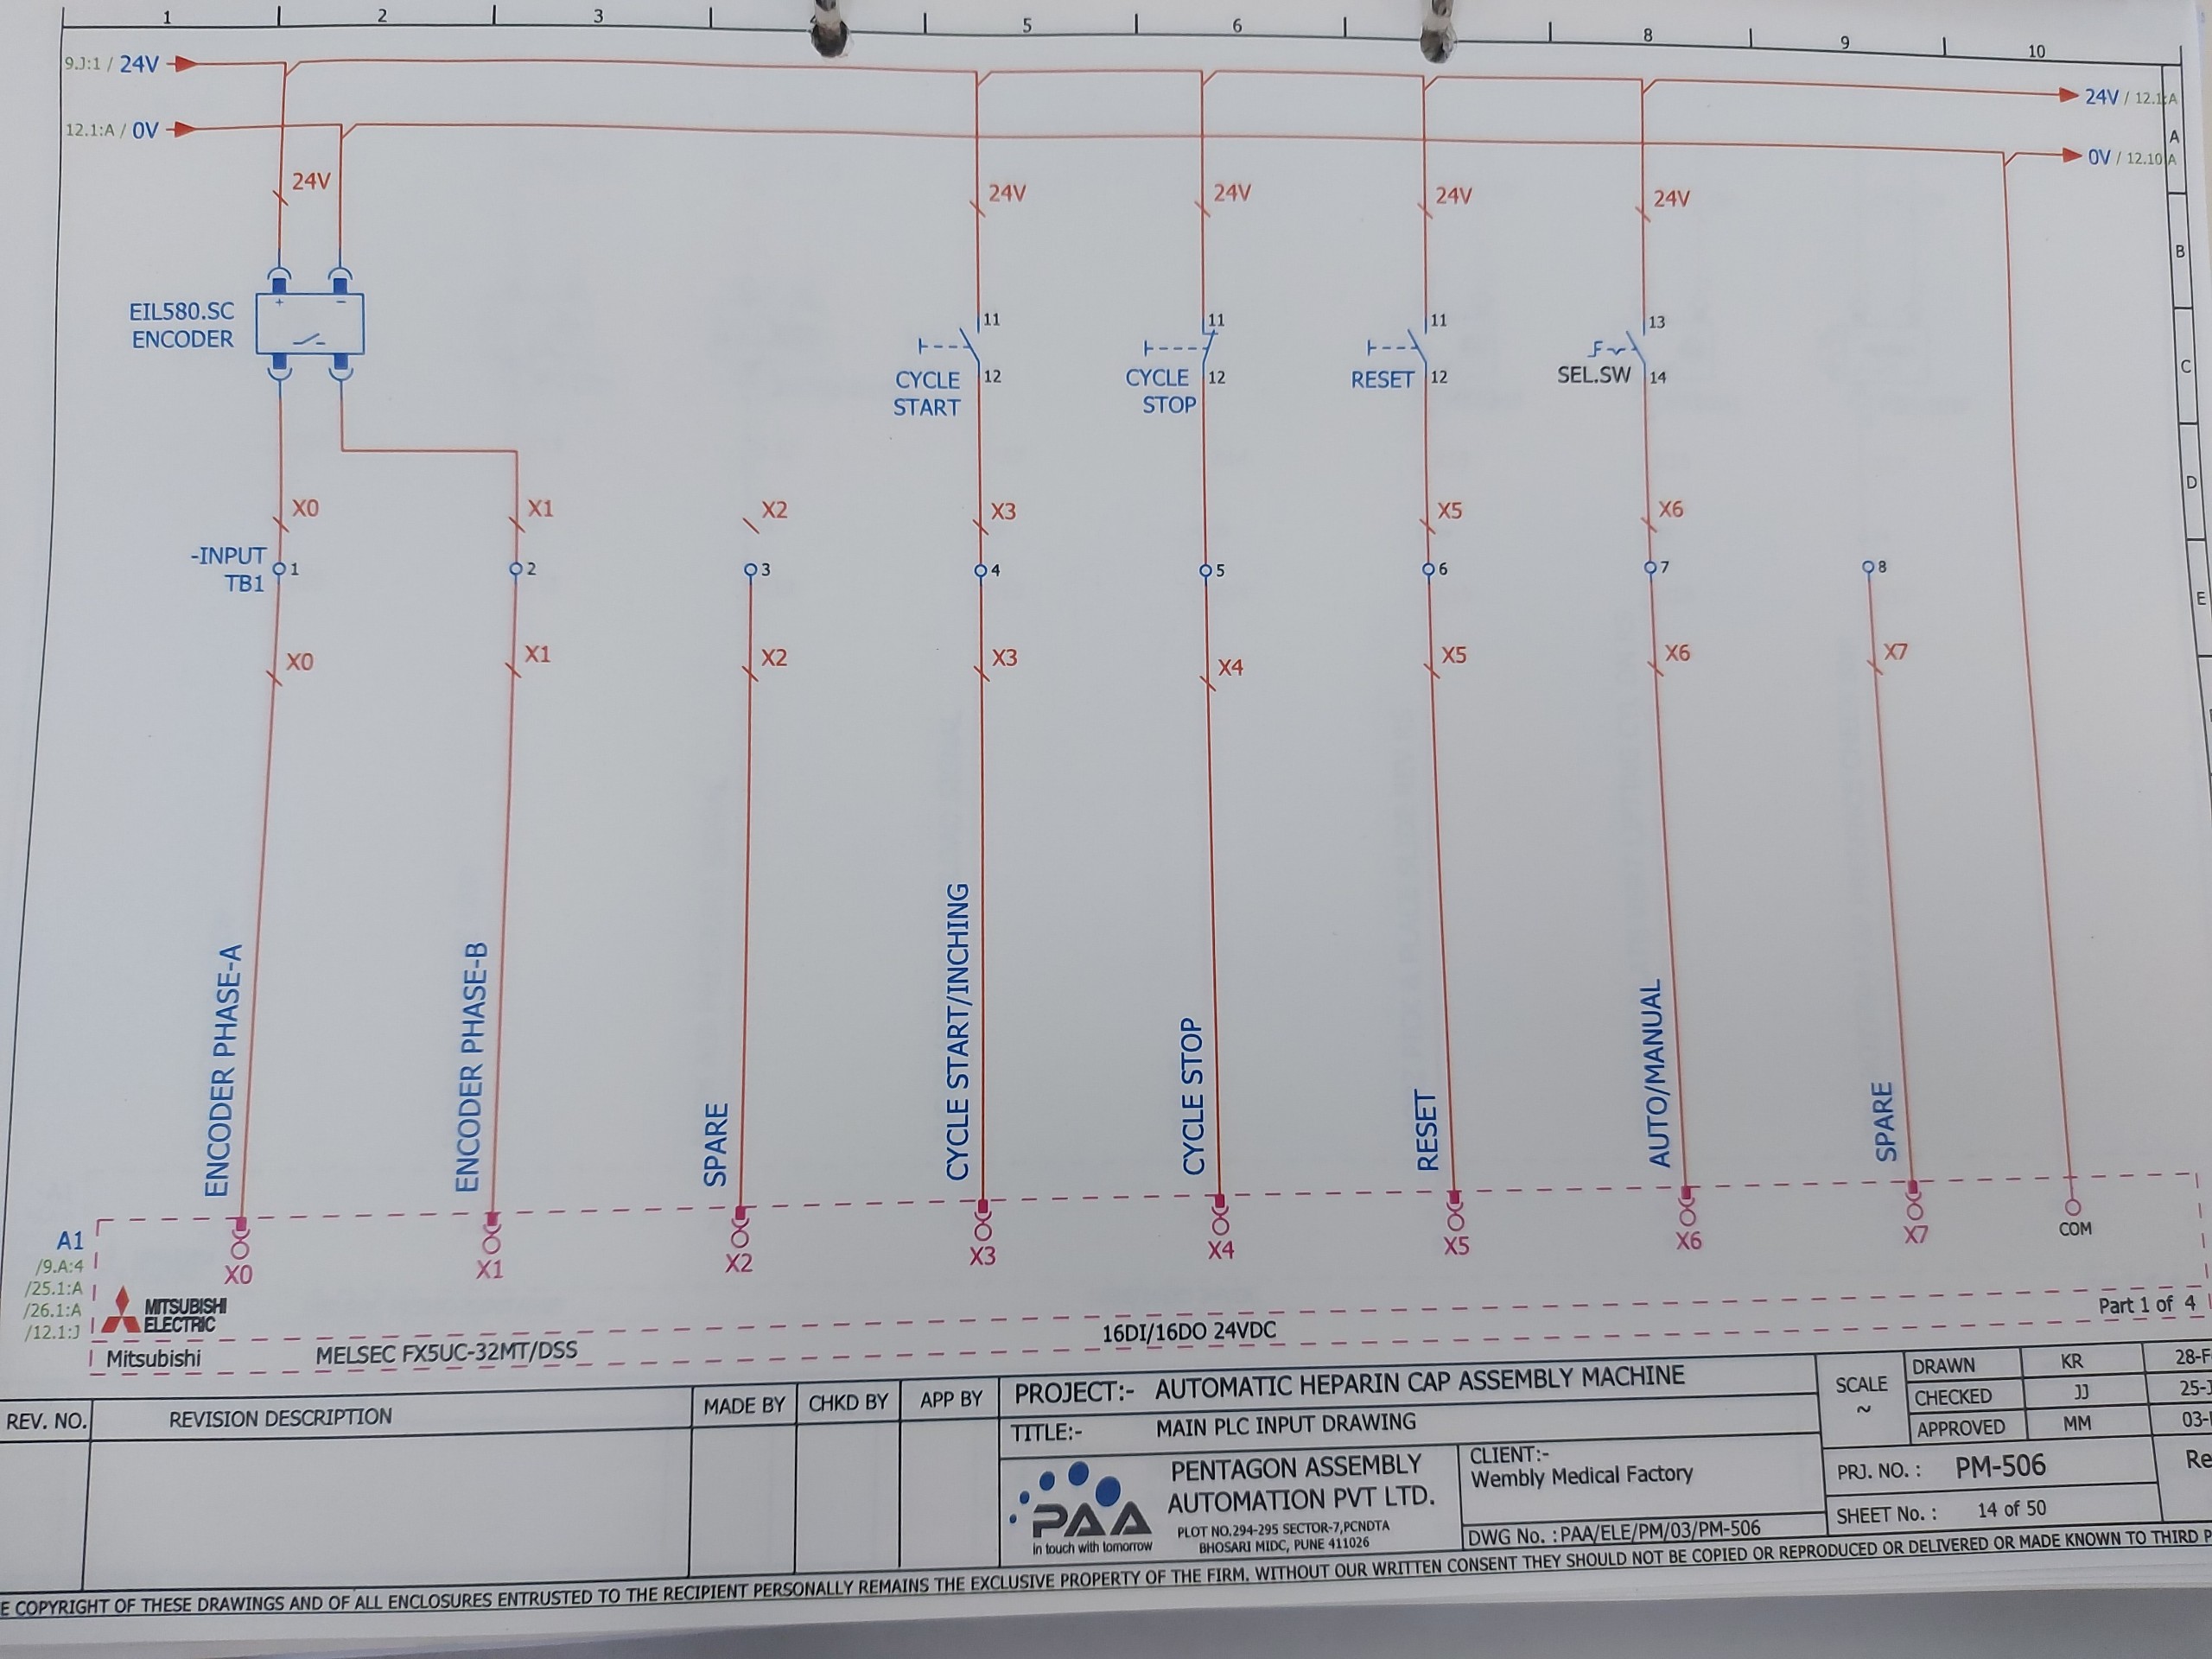 1 2 3 5 6 8 9 10
9.J:1 / 24V
24V / 12.1:A
12.1:A / 0V
0V / 12.10
A
A
24V
24V
24V
24V
24V
B
EIL580.SC
ENCODER
+
−
11
11
11
13
CYCLE
START
12
CYCLE
STOP
12
RESET
12
SEL.SW
14
C
D
X0
X1
X2
X3
X5
X6
-INPUT
TB1
1
2
3
4
5
6
7
8
E
X0
X1
X2
X3
X4
X5
X6
X7
ENCODER PHASE-A
ENCODER PHASE-B
SPARE
CYCLE START/INCHING
CYCLE STOP
RESET
AUTO/MANUAL
SPARE
A1
/9.A:4
/25.1:A
/26.1:A
/12.1:J
X0
X1
X2
X3
X4
X5
X6
X7
COM
MITSUBISHI
ELECTRIC
Part 1 of 4
Mitsubishi
MELSEC FX5UC-32MT/DSS
16DI/16DO 24VDC
REV. NO.
REVISION DESCRIPTION
MADE BY
CHKD BY
APP BY
PROJECT:- AUTOMATIC HEPARIN CAP ASSEMBLY MACHINE
TITLE:- MAIN PLC INPUT DRAWING
PAA
in touch with tomorrow
PENTAGON ASSEMBLY
AUTOMATION PVT LTD.
PLOT NO.294-295 SECTOR-7,PCNDTA
BHOSARI MIDC, PUNE 411026
CLIENT:-
Wembly Medical Factory
DWG No. :PAA/ELE/PM/03/PM-506
SCALE
~
DRAWN KR
CHECKED JJ
APPROVED MM
PRJ. NO. : PM-506
SHEET No. : 14 of 50
COPYRIGHT OF THESE DRAWINGS AND OF ALL ENCLOSURES ENTRUSTED TO THE RECIPIENT PERSONALLY REMAINS THE EXCLUSIVE PROPERTY OF THE FIRM. WITHOUT OUR WRITTEN CONSENT THEY SHOULD NOT BE COPIED OR REPRODUCED OR DELIVERED OR MADE KNOWN TO THIRD